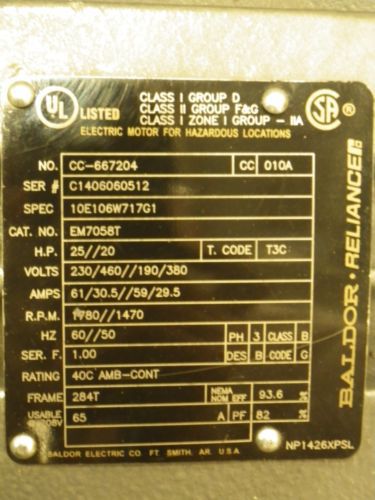 UL ® LISTED
CLASS I GROUP D
CLASS II GROUP F&G
CLASS I ZONE I GROUP - IIA
ELECTRIC MOTOR FOR HAZARDOUS LOCATIONS
SA ®
NO. CC-667204 CC 010A
SER # C1406060512
SPEC 10E106W717G1
CAT. NO. EM7058T
H.P. 25//20 T. CODE T3C
VOLTS 230/460//190/380
AMPS 61/30.5//59/29.5
R.P.M. 1780//1470
HZ 60//50 PH 3 CLASS B
SER. F. 1.00 DES B CODE G
RATING 40C AMB-CONT
FRAME 284T NEMA NOM EFF 93.6 %
USABLE 208V 65 A PF 82 %
BALDOR ELECTRIC CO FT. SMITH, AR. U.S.A.
NP1426XPSL
BALDOR · RELIANCER